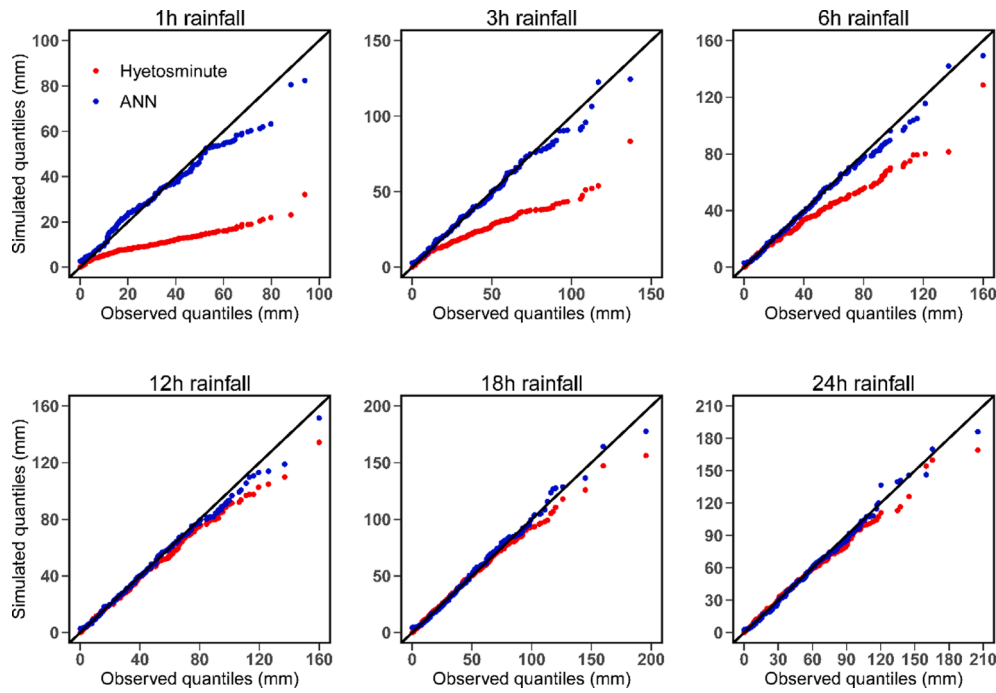 1h rainfall
3h rainfall
6h rainfall
Simulated quantiles (mm)
100
80
60
40
20
0
Hyetosminute
ANN
0 20 40 60 80 100
Observed quantiles (mm)
150
100
50
0
0 50 100 150
Observed quantiles (mm)
160
120
80
40
0
0 40 80 120 160
Observed quantiles (mm)
12h rainfall
18h rainfall
24h rainfall
Simulated quantiles (mm)
160
120
80
40
0
0 40 80 120 160
Observed quantiles (mm)
200
150
100
50
0
0 50 100 150 200
Observed quantiles (mm)
210
180
150
120
90
60
30
0
0 30 60 90 120 150 180 210
Observed quantiles (mm)